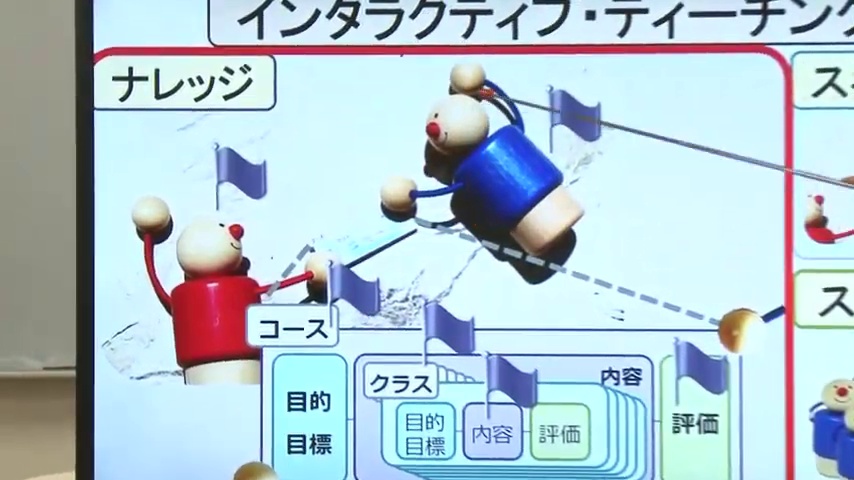 インタラクティブ・ティーチング
ナレッジ
ス
コース
ス
クラス
内容
目的
目標
目的
目標
内容
評価
評価